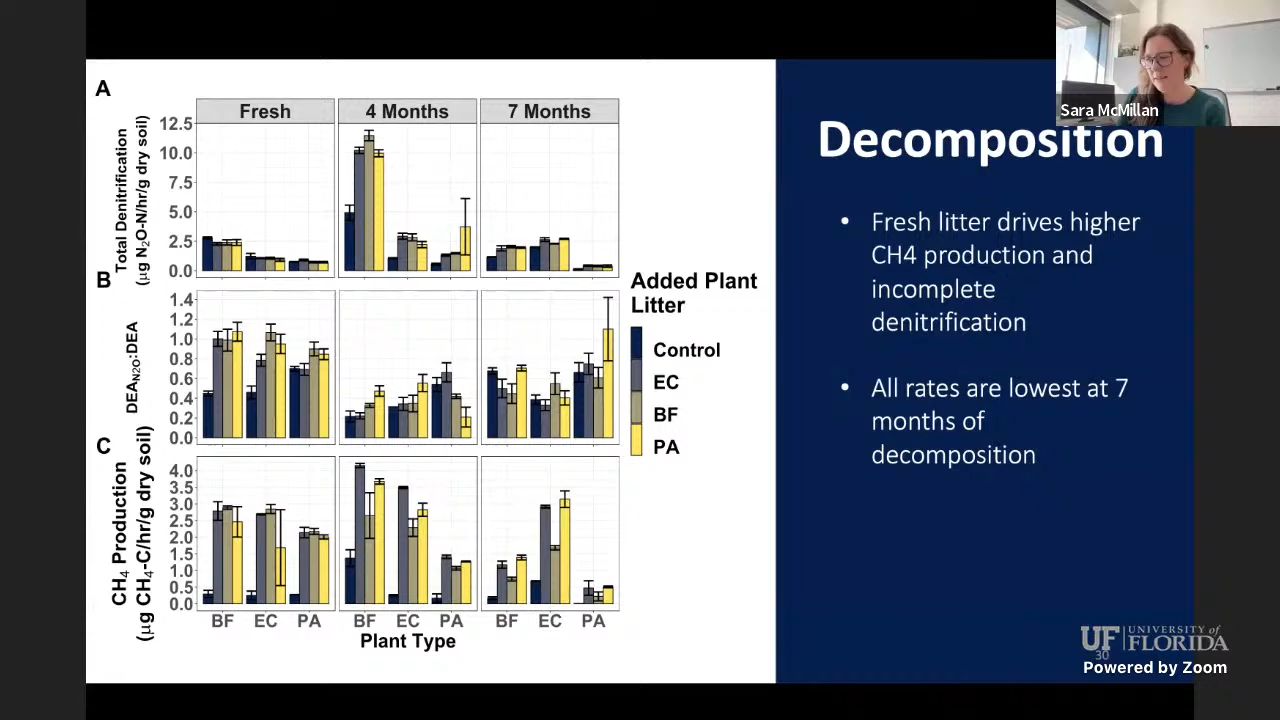 Sara McMillan
Decomposition
• Fresh litter drives higher
CH4 production and
incomplete
denitrification
• All rates are lowest at 7
months of
decomposition
A
Fresh
4 Months
7 Months
Total Denitrification
(µg N₂O-N/hr/g dry soil)
12.5
10.0
7.5
5.0
2.5
0.0
B
DEA_N2O:DEA
1.4
1.2
1.0
0.8
0.6
0.4
0.2
0.0
C
CH₄ Production
(µg CH₄-C/hr/g dry soil)
4.0
3.5
3.0
2.5
2.0
1.5
1.0
0.5
0.0
BF EC PA
BF EC PA
BF EC PA
Plant Type
Added Plant
Litter
Control
EC
BF
PA
UF UNIVERSITY of
FLORIDA
30
Powered by Zoom